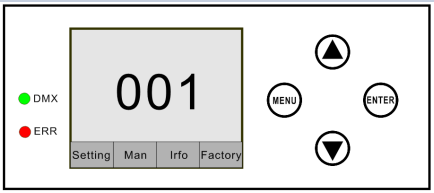 001
DMX
ERR
Setting Man Irfo Factory
MENU
ENTER